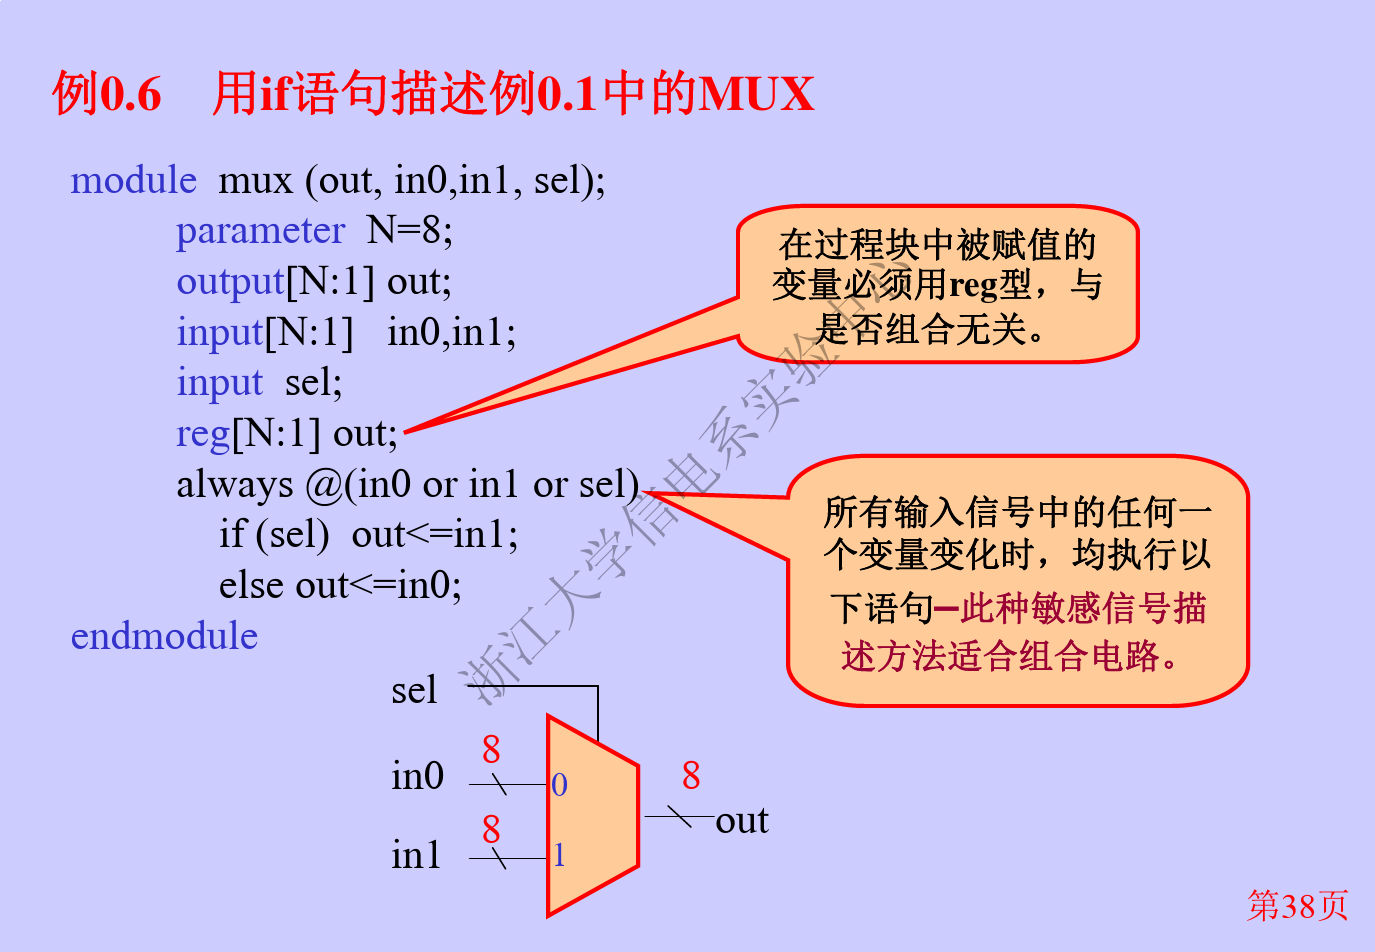 例0.6 用if语句描述例0.1中的MUX
module mux (out, in0,in1, sel);
parameter N=8;
output[N:1] out;
input[N:1] in0,in1;
input sel;
reg[N:1] out;
always @(in0 or in1 or sel)
if (sel) out<=in1;
else out<=in0;
endmodule
在过程块中被赋值的
变量必须用reg型，与
是否组合无关。
所有输入信号中的任何一
个变量变化时，均执行以
下语句–此种敏感信号描
述方法适合组合电路。
浙江大学信电系实验中心
sel
in0
8
0
in1
8
1
8
out
第38页